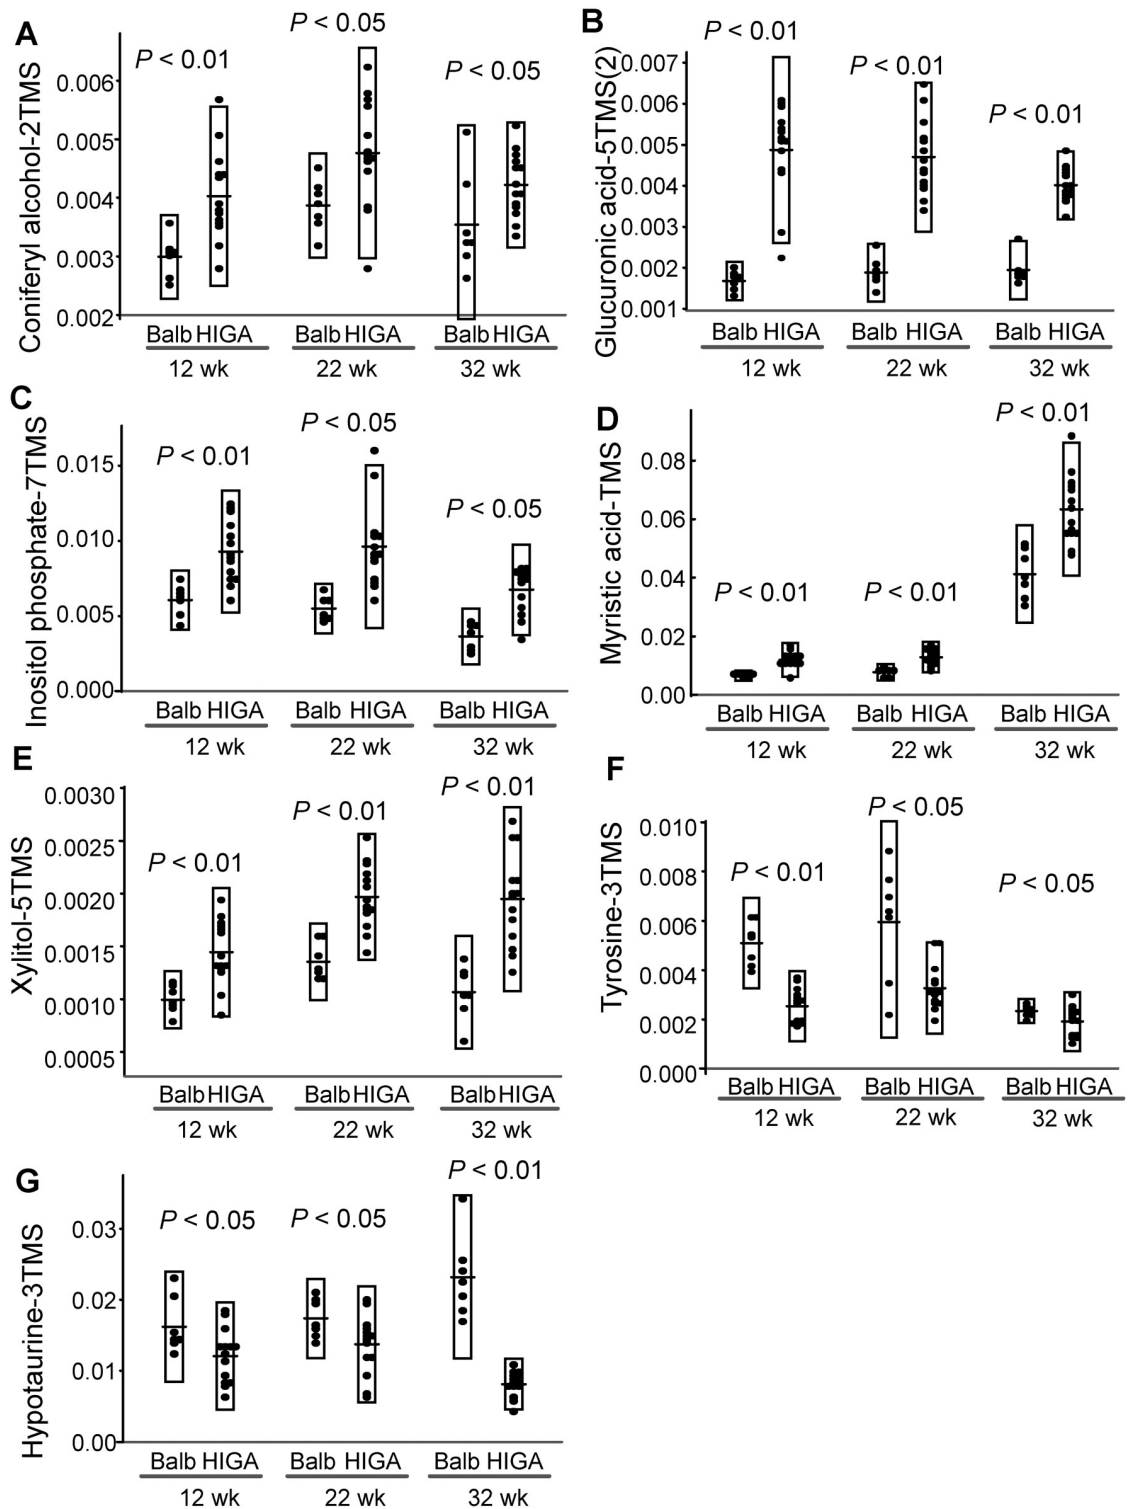 A
Coniferyl alcohol-2TMS
P < 0.01
P < 0.05
P < 0.05
0.006
0.005
0.004
0.003
0.002
Balb HIGA
Balb HIGA
Balb HIGA
12 wk
22 wk
32 wk
B
Glucuronic acid-5TMS(2)
P < 0.01
P < 0.01
P < 0.01
0.007
0.006
0.005
0.004
0.003
0.002
0.001
Balb HIGA
Balb HIGA
Balb HIGA
12 wk
22 wk
32 wk
C
Inositol phosphate-7TMS
P < 0.01
P < 0.05
P < 0.05
0.015
0.010
0.005
0.000
Balb HIGA
Balb HIGA
Balb HIGA
12 wk
22 wk
32 wk
D
Myristic acid-TMS
P < 0.01
P < 0.01
P < 0.01
0.08
0.06
0.04
0.02
0.00
Balb HIGA
Balb HIGA
Balb HIGA
12 wk
22 wk
32 wk
E
Xylitol-5TMS
P < 0.01
P < 0.01
P < 0.01
0.0030
0.0025
0.0020
0.0015
0.0010
0.0005
Balb HIGA
Balb HIGA
Balb HIGA
12 wk
22 wk
32 wk
F
Tyrosine-3TMS
P < 0.01
P < 0.05
P < 0.05
0.010
0.008
0.006
0.004
0.002
0.000
Balb HIGA
Balb HIGA
Balb HIGA
12 wk
22 wk
32 wk
G
Hypotaurine-3TMS
P < 0.05
P < 0.05
P < 0.01
0.03
0.02
0.01
0.00
Balb HIGA
Balb HIGA
Balb HIGA
12 wk
22 wk
32 wk